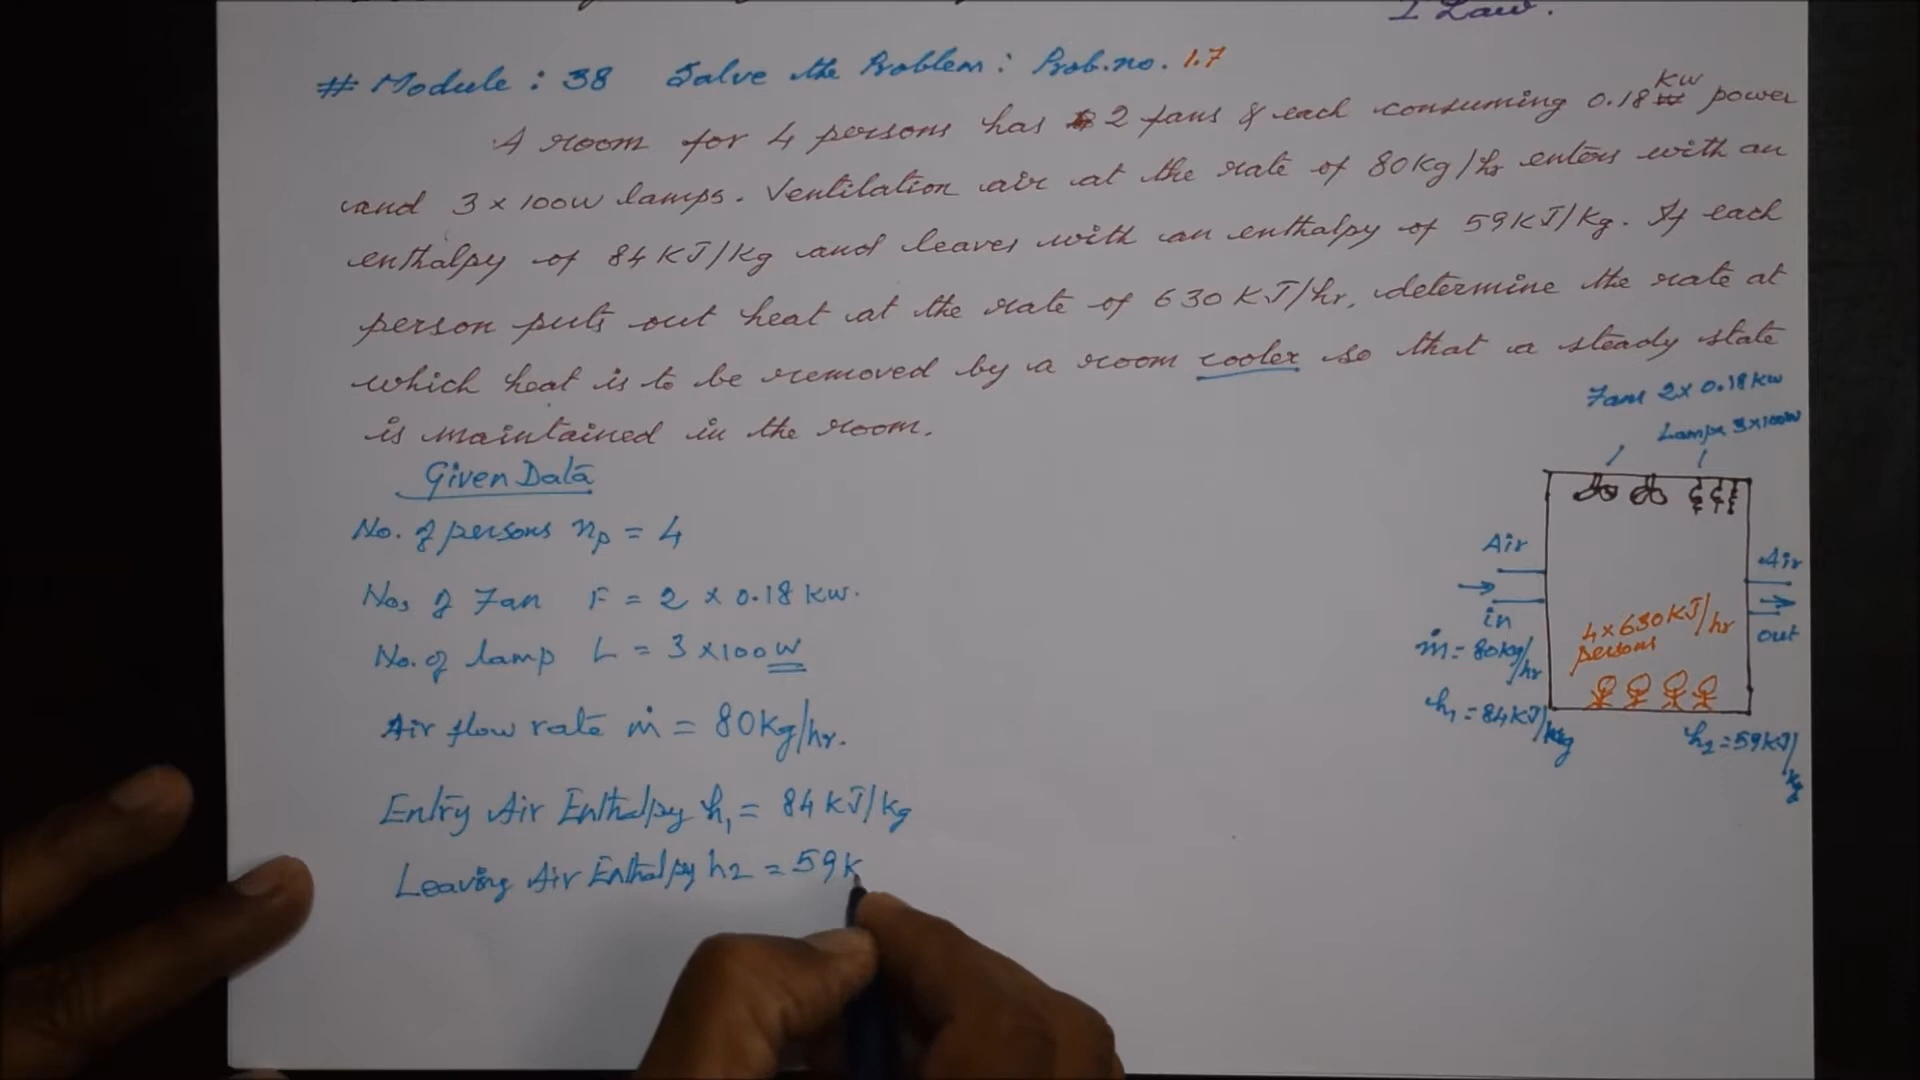 I Law.
# Module : 38 Solve the Problem : Prob.no. 1.7
A room for 4 persons has 2 fans & each consuming 0.18 KW power
and 3 x 100W lamps. Ventilation air at the rate of 80Kg/hr enters with an
enthalpy of 84 KJ/Kg and leaves with an enthalpy of 59KJ/Kg. If each
person puts out heat at the rate of 630 KJ/hr, determine the rate at
which heat is to be removed by a room cooler so that a steady state
is maintained in the room.
Given Data
No. of persons np = 4
Nos of Fan F = 2 x 0.18 KW.
No. of lamp L = 3 x100W
Air flow rate ṁ = 80Kg/hr.
Entry Air Enthalpy h1 = 84 KJ/Kg
Leaving Air Enthalpy h2 = 59K
Fan 2x 0.18 KW
Lamps 3x100W
Air
in
ṁ = 80Kg/hr
h1 = 84KJ/Kg
4x630KJ/hr
persons
Air
out
h2 = 59KJ/Kg